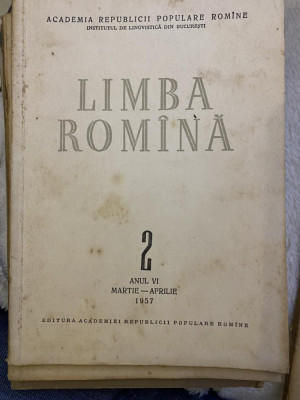 ACADEMIA REPUBLICII POPULARE ROMÎNE
INSTITUTUL DE LINGVISTICĂ DIN BUCUREȘTI
LIMBA
ROMÎNĂ
2
ANUL VI
MARTIE—APRILIE
1957
EDITURA ACADEMIEI REPUBLICII POPULARE ROMÎNE